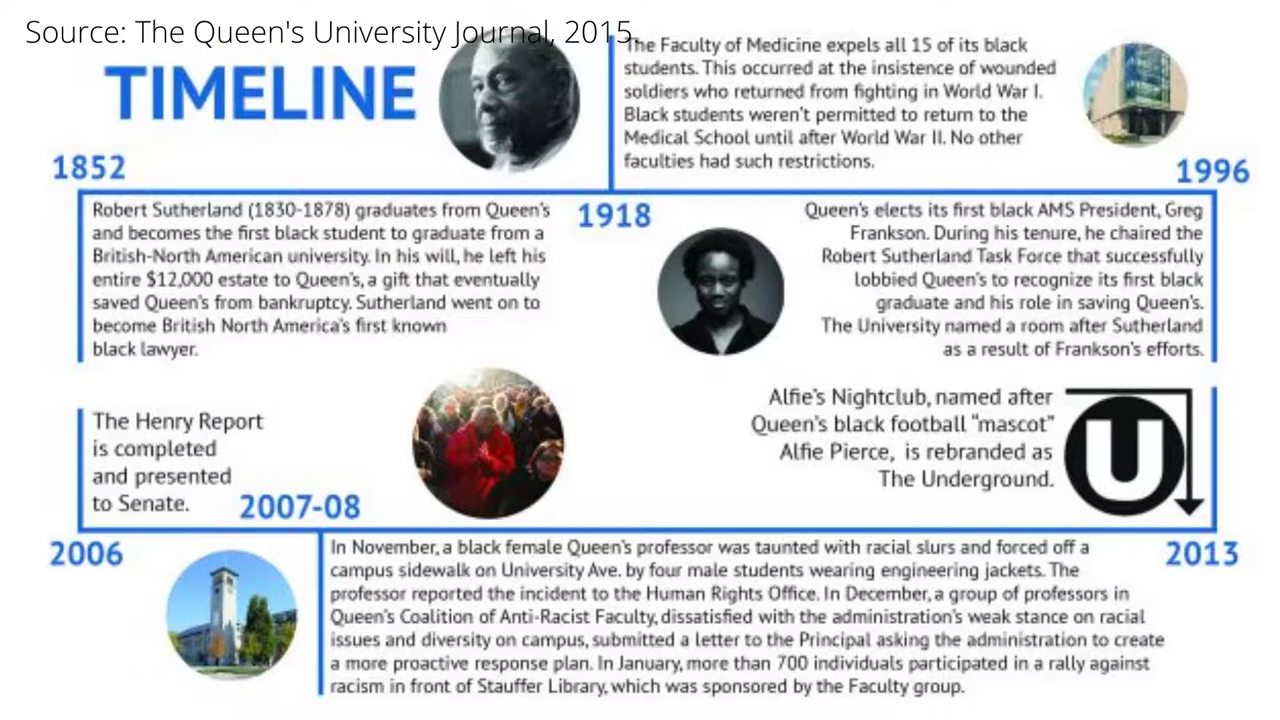 Source: The Queen's University Journal, 2015.
TIMELINE
1852
Robert Sutherland (1830-1878) graduates from Queen's
and becomes the first black student to graduate from a
British-North American university. In his will, he left his
entire $12,000 estate to Queen's, a gift that eventually
saved Queen's from bankruptcy. Sutherland went on to
become British North America's first known
black lawyer.
The Faculty of Medicine expels all 15 of its black
students. This occurred at the insistence of wounded
soldiers who returned from fighting in World War I.
Black students weren't permitted to return to the
Medical School until after World War II. No other
faculties had such restrictions.
1918
1996
Queen's elects its first black AMS President, Greg
Frankson. During his tenure, he chaired the
Robert Sutherland Task Force that successfully
lobbied Queen's to recognize its first black
graduate and his role in saving Queen's.
The University named a room after Sutherland
as a result of Frankson's efforts.
The Henry Report
is completed
and presented
to Senate.
2006
2007-08
In November, a black female Queen's professor was taunted with racial slurs and forced off a
campus sidewalk on University Ave. by four male students wearing engineering jackets. The
professor reported the incident to the Human Rights Office. In December, a group of professors in
Queen's Coalition of Anti-Racist Faculty, dissatisfied with the administration's weak stance on racial
issues and diversity on campus, submitted a letter to the Principal asking the administration to create
a more proactive response plan. In January, more than 700 individuals participated in a rally against
racism in front of Stauffer Library, which was sponsored by the Faculty group.
Alfie's Nightclub, named after
Queen's black football "mascot"
Alfie Pierce, is rebranded as
The Underground.
U
2013